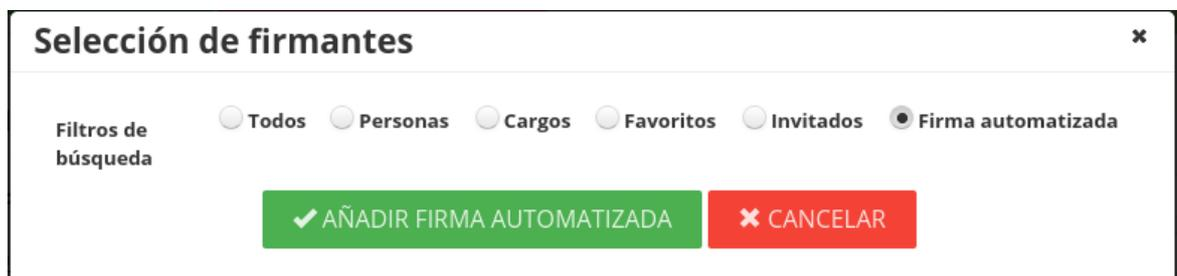 Selección de firmantes
Filtros de búsqueda
Todos Personas Cargos Favoritos Invitados Firma automatizada
AÑADIR FIRMA AUTOMATIZADA CANCELAR